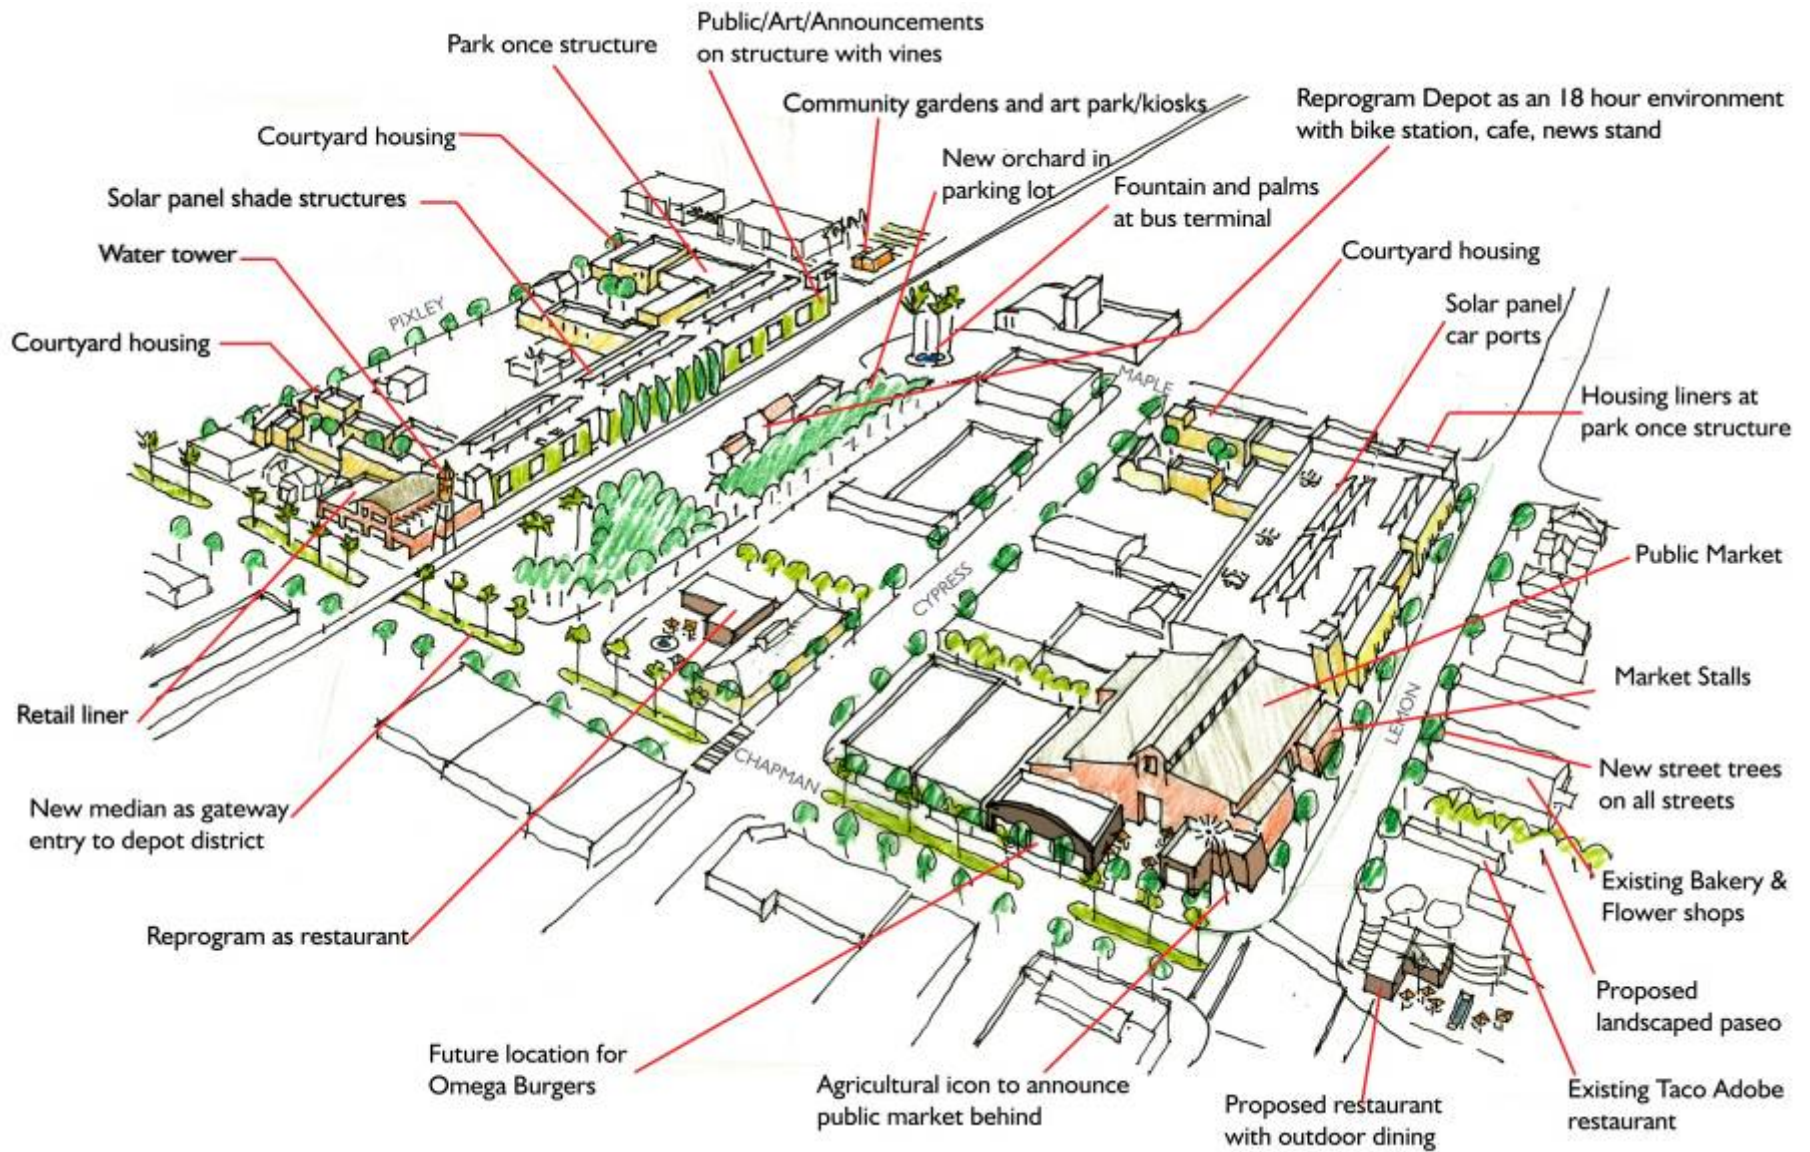 Public/Art/Announcements
on structure with vines
Park once structure
Community gardens and art park/kiosks
Reprogram Depot as an 18 hour environment
with bike station, cafe, news stand
Courtyard housing
New orchard in
parking lot
Fountain and palms
at bus terminal
Solar panel shade structures
Water tower
Courtyard housing
Solar panel
car ports
PIXLEY
Courtyard housing
MAPLE
Housing liners at
park once structure
Public Market
CYPRESS
Market Stalls
LEMON
Retail liner
CHAPMAN
New street trees
on all streets
New median as gateway
entry to depot district
Existing Bakery &
Flower shops
Reprogram as restaurant
Proposed
landscaped paseo
Future location for
Omega Burgers
Agricultural icon to announce
public market behind
Proposed restaurant
with outdoor dining
Existing Taco Adobe
restaurant